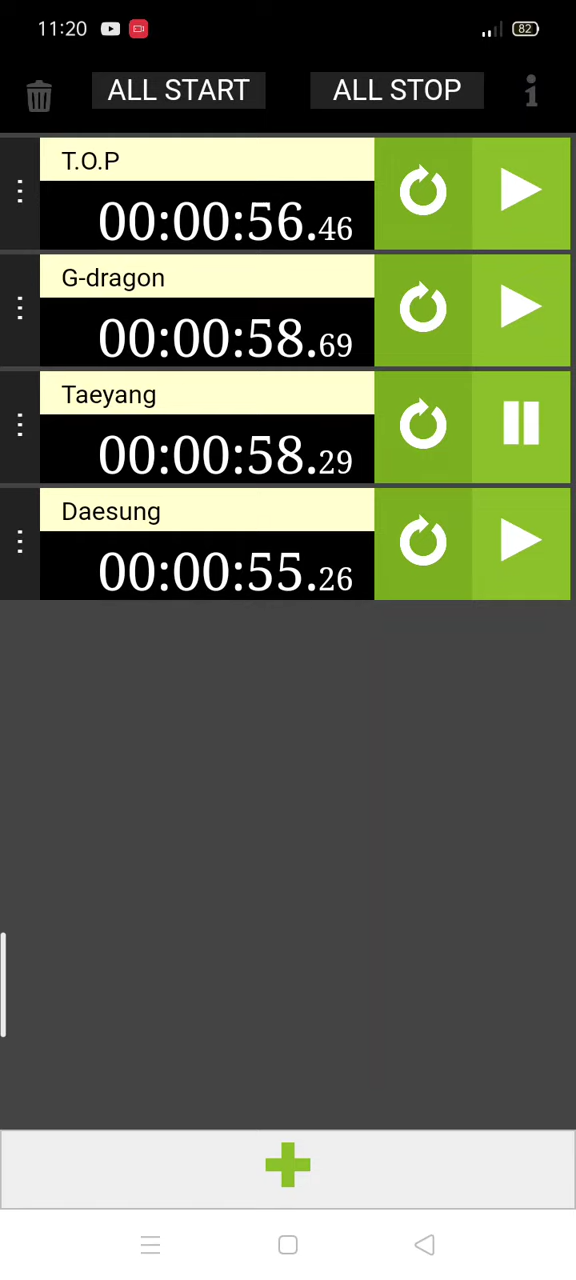 11:20
82
ALL START
ALL STOP
T.O.P
00:00:56.46
G-dragon
00:00:58.69
Taeyang
00:00:58.29
Daesung
00:00:55.26